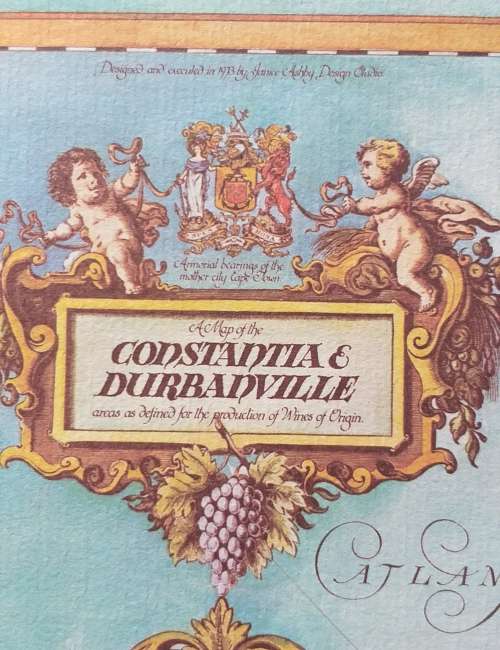 Designed and executed in 1973 by Janice Ashby Design Studio
Armorial bearings of the
mother city Cape Town
A Map of the
CONSTANTIA &
DURBANVILLE
areas as defined for the production of Wines of Origin.
ATLAN